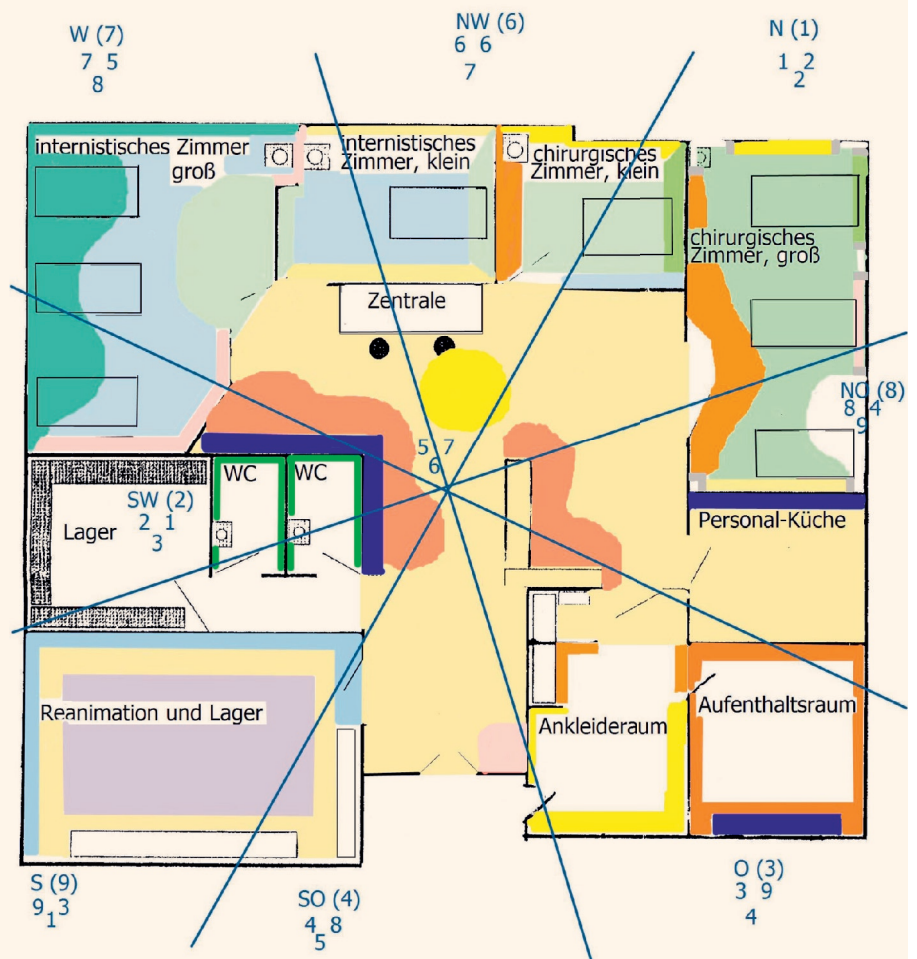 W (7)
7 5
8
NW (6)
6 6
7
N (1)
1 2
2
internistisches Zimmer
groß
internistisches
Zimmer, klein
chirurgisches
Zimmer, klein
chirurgisches
Zimmer, groß
Zentrale
NO (8)
8 4
9
5 7
6
WC
WC
SW (2)
2 1
3
Lager
Personal-Küche
Reanimation und Lager
Ankleideraum
Aufenthaltsraum
S (9)
9 3
1
SO (4)
4 8
5
O (3)
3 9
4